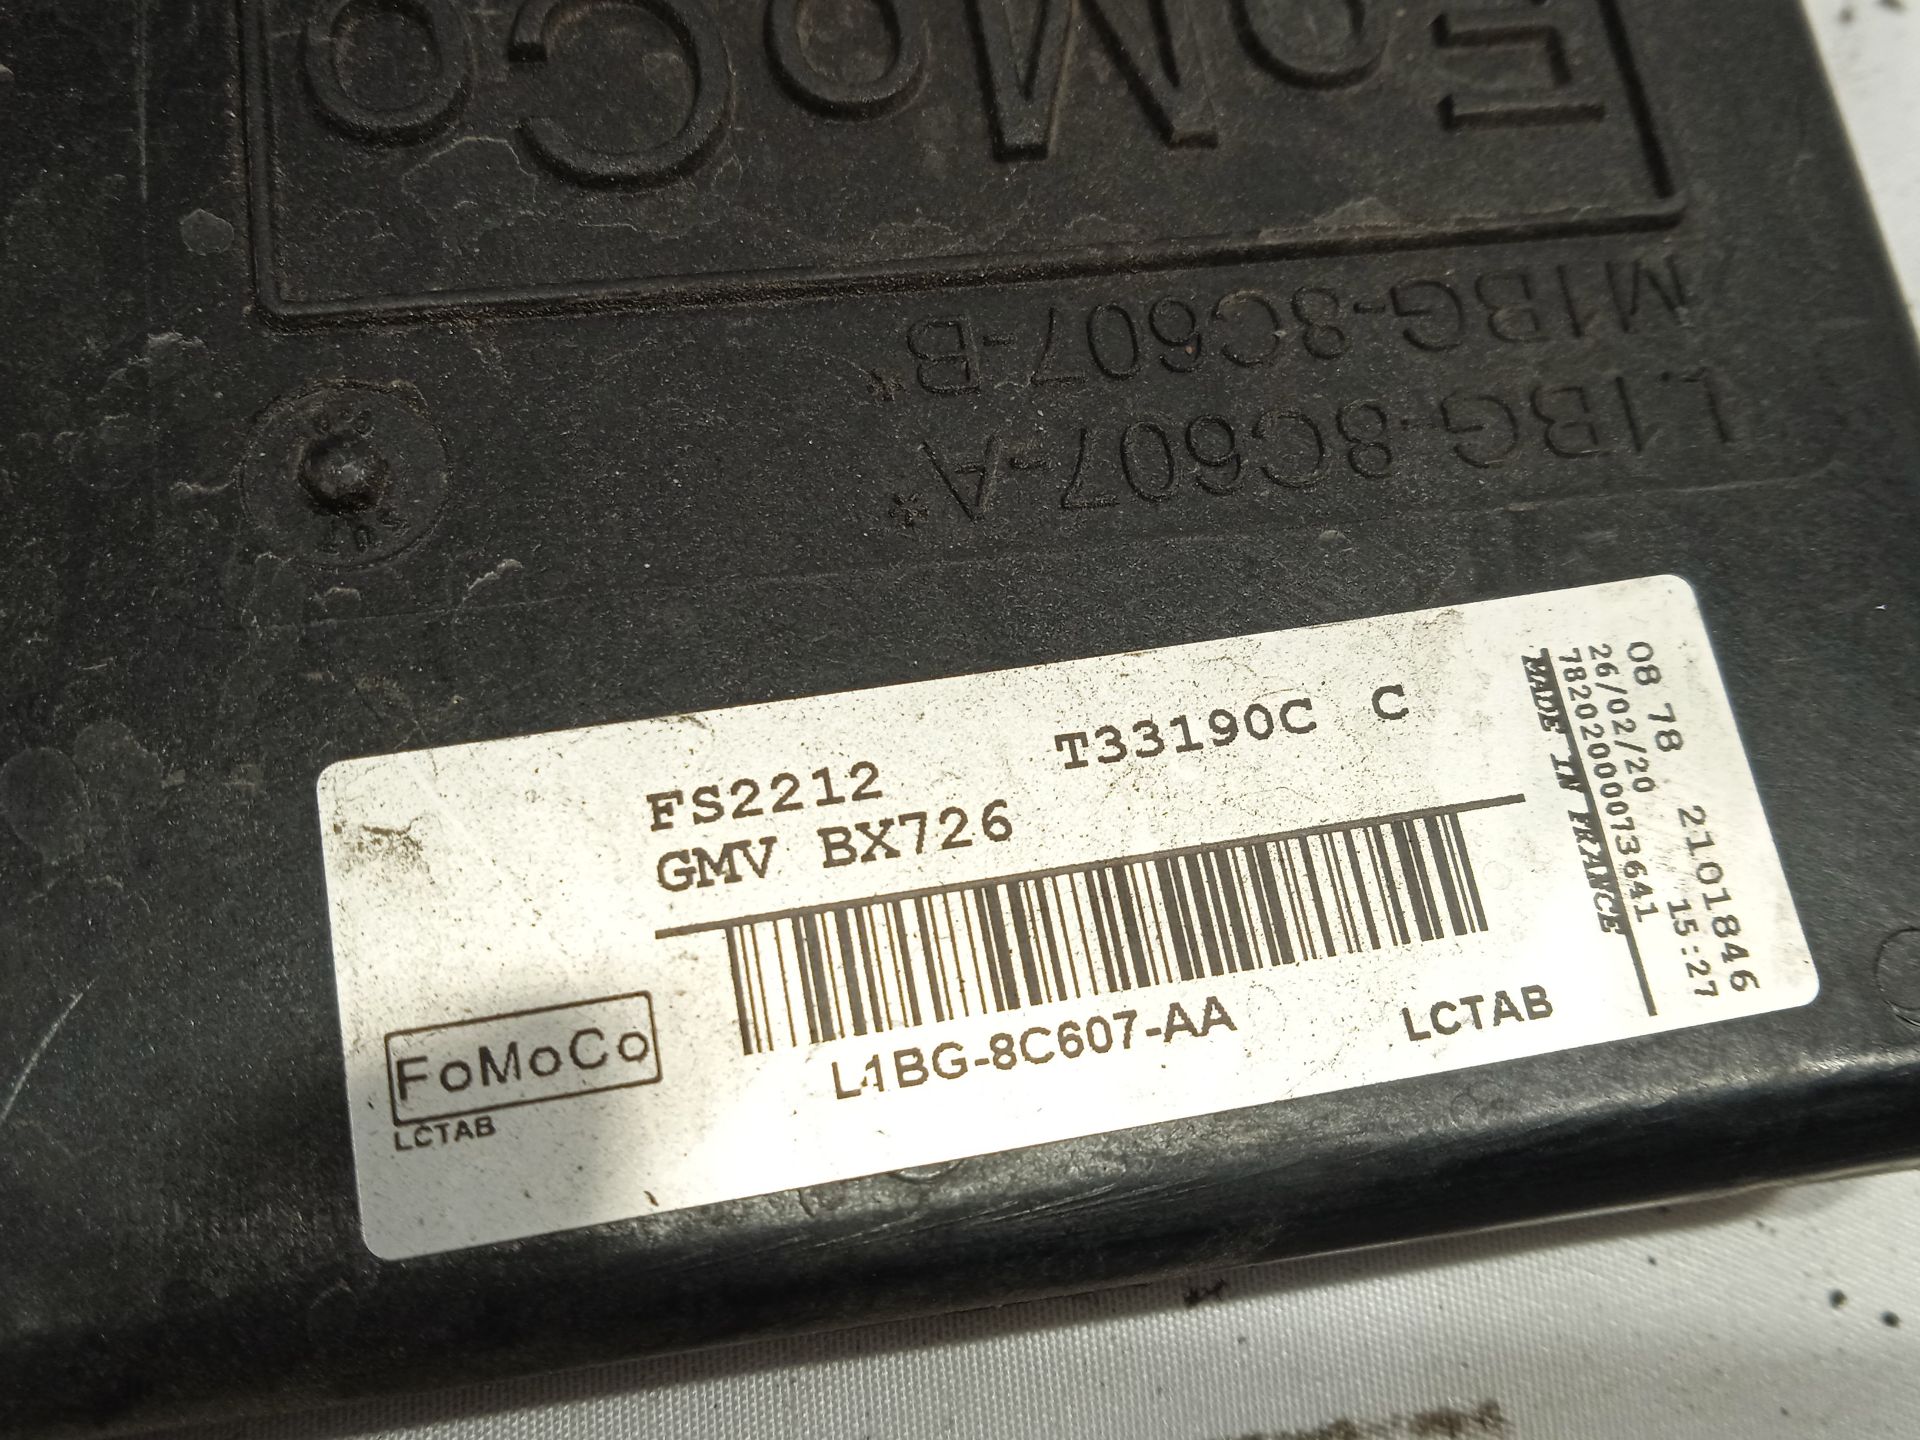 FoMoCo
M1BG-8C607-B*
L1BG-8C607-A*
FS2212 T33190C C
GMV BX726
L1BG-8C607-AA LCTAB
FoMoCo
LCTAB
08 78 2101846
26/02/20 15:27
78202000073641
MADE IN FRANCE